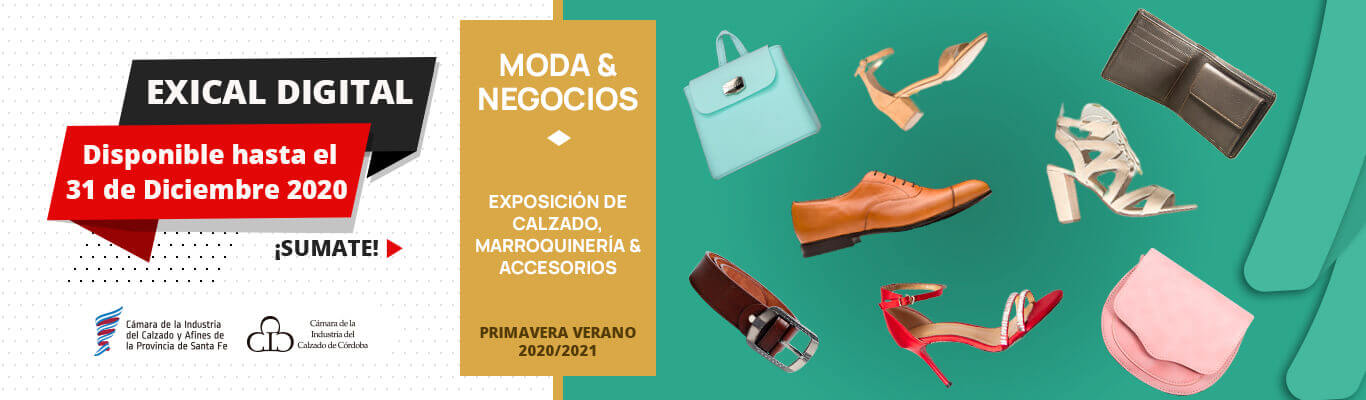 EXICAL DIGITAL
Disponible hasta el
31 de Diciembre 2020
¡SUMATE!
Cámara de la Industria
del Calzado y Afines de
la Provincia de Santa Fe
Cámara de la
Industria del
Calzado de Córdoba
MODA &
NEGOCIOS
EXPOSICIÓN DE
CALZADO,
MARROQUINERÍA &
ACCESORIOS
PRIMAVERA VERANO
2020/2021